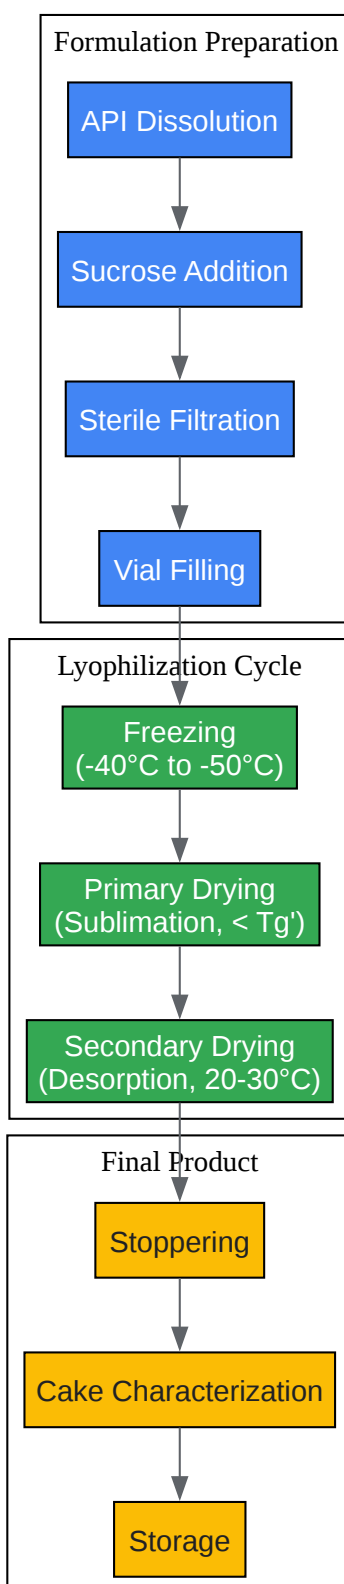 Formulation Preparation
API Dissolution
Sucrose Addition
Sterile Filtration
Vial Filling
Lyophilization Cycle
Freezing
(-40°C to -50°C)
Primary Drying
(Sublimation, < Tg')
Secondary Drying
(Desorption, 20-30°C)
Final Product
Stoppering
Cake Characterization
Storage